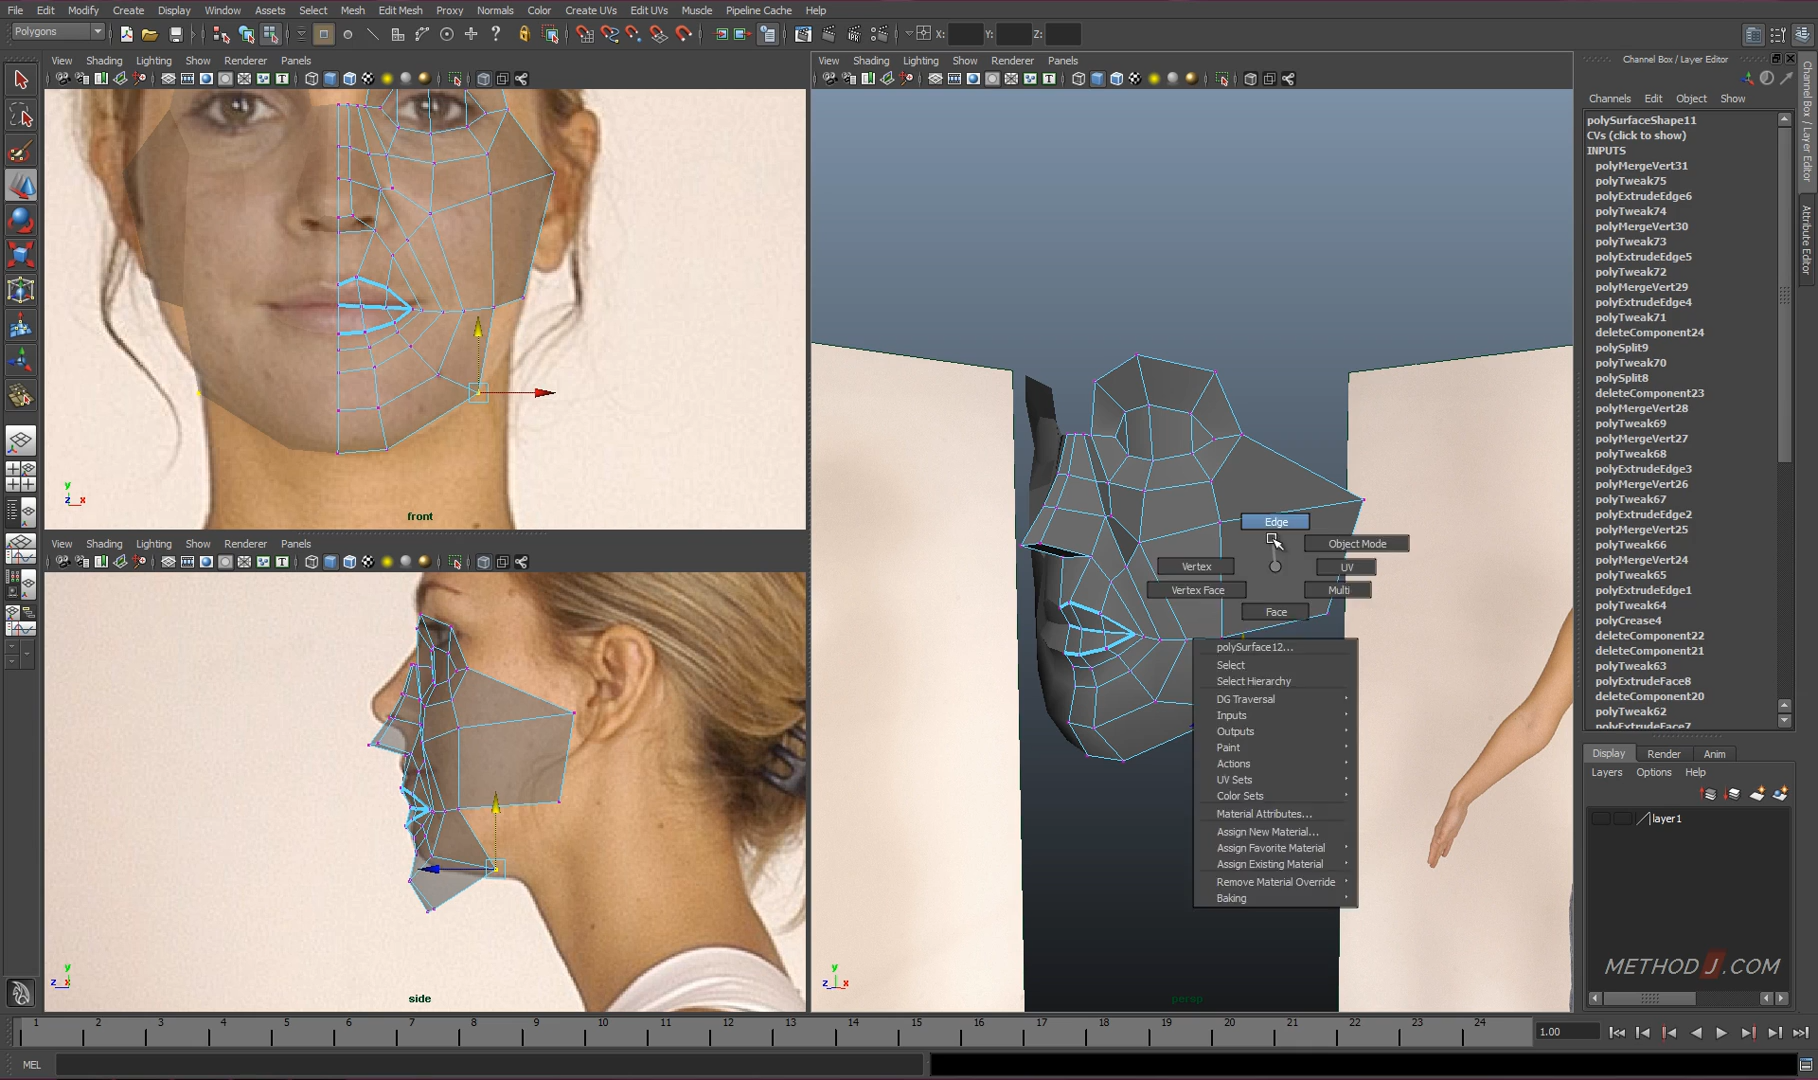 File Edit Modify Create Display Window Assets Select Mesh Edit Mesh Proxy Normals Color Create UVs Edit UVs Muscle Pipeline Cache Help
Polygons
X: Y: Z:
View Shading Lighting Show Renderer Panels
front
View Shading Lighting Show Renderer Panels
side
View Shading Lighting Show Renderer Panels
Edge
Object Mode
Vertex
UV
Vertex Face
Multi
Face
polySurface12...
Select
Select Hierarchy
DG Traversal
Inputs
Outputs
Paint
Actions
UV Sets
Color Sets
Material Attributes...
Assign New Material...
Assign Favorite Material
Assign Existing Material
Remove Material Override
Baking
persp
Channel Box / Layer Editor
Channels Edit Object Show
polySurfaceShape11
CVs (click to show)
INPUTS
polyMergeVert31
polyTweak75
polyExtrudeEdge6
polyTweak74
polyMergeVert30
polyTweak73
polyExtrudeEdge5
polyTweak72
polyMergeVert29
polyExtrudeEdge4
polyTweak71
deleteComponent24
polySplit9
polyTweak70
polySplit8
deleteComponent23
polyMergeVert28
polyTweak69
polyMergeVert27
polyTweak68
polyExtrudeEdge3
polyMergeVert26
polyTweak67
polyExtrudeEdge2
polyMergeVert25
polyTweak66
polyMergeVert24
polyTweak65
polyExtrudeEdge1
polyTweak64
polyCrease4
deleteComponent22
deleteComponent21
polyTweak63
polyExtrudeFace8
deleteComponent20
polyTweak62
polyExtrudeFace7
Channel Box / Layer Editor
Attribute Editor
Display Render Anim
Layers Options Help
layer1
METHOD J.COM
1 2 3 4 5 6 7 8 9 10 11 12 13 14 15 16 17 18 19 20 21 22 23 24
1.00
MEL